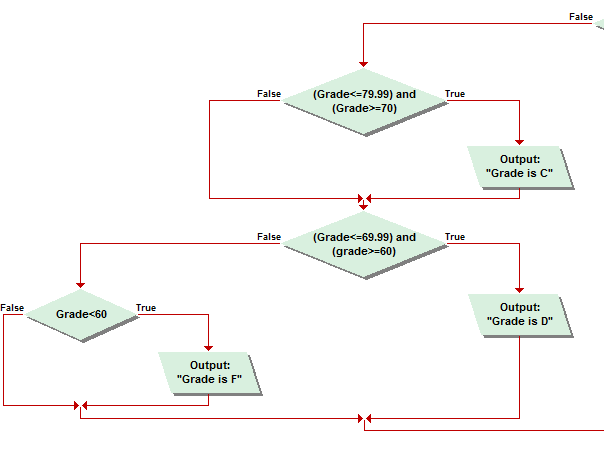 False
False
(Grade<=79.99) and
(Grade>=70)
True
Output:
"Grade is C"
False
(Grade<=69.99) and
(grade>=60)
True
False
Grade<60
True
Output:
"Grade is D"
Output:
"Grade is F"